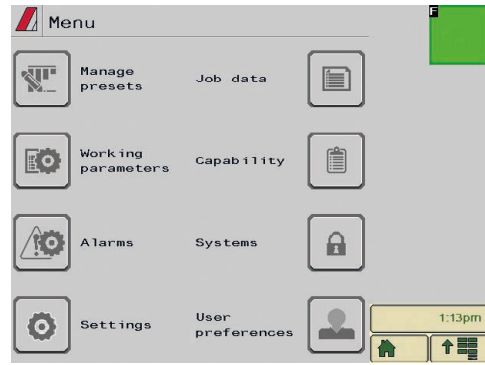 F
Menu
Manage
presets
Job data
Working
parameters
Capability
Alarms
Systems
Settings
User
preferences
1:13pm